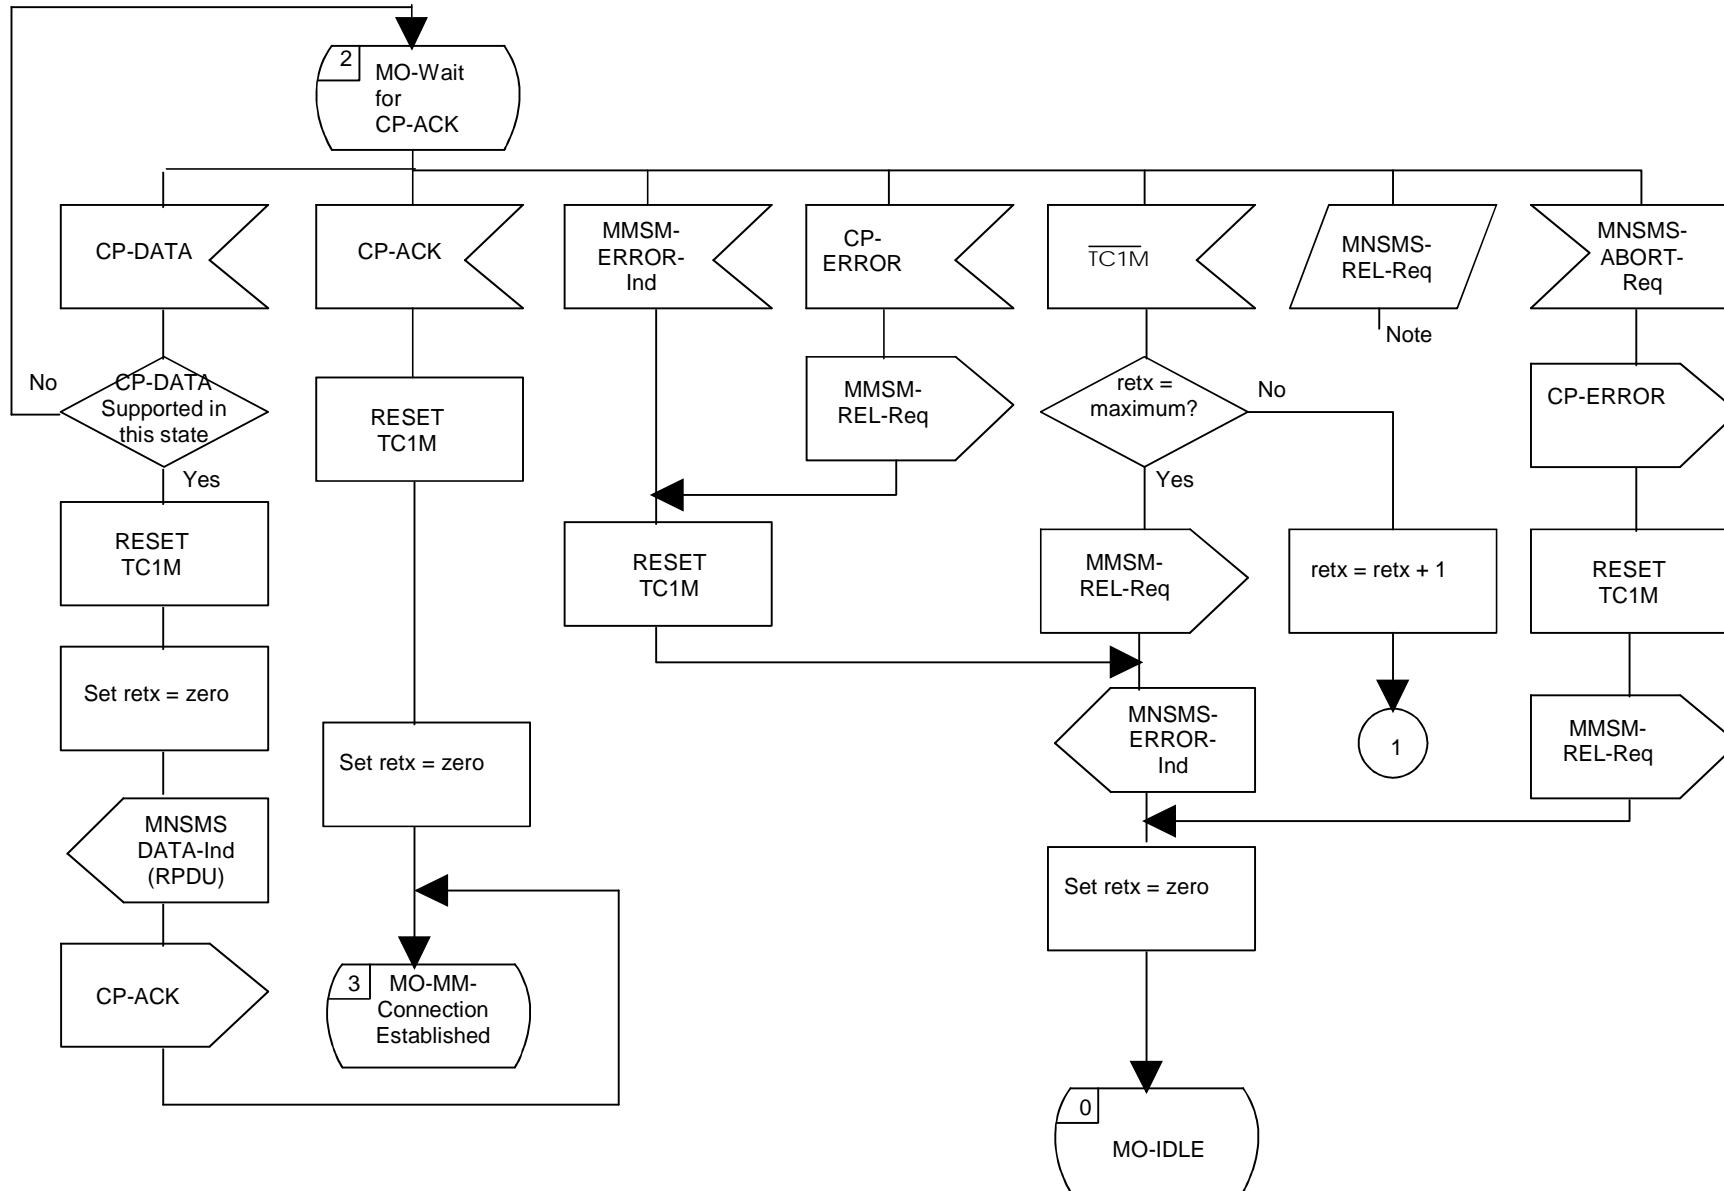 2
MO-Wait
for
CP-ACK
CP-DATA
CP-ACK
MMSM-
ERROR-
Ind
CP-
ERROR
TC1M
MNSMS-
REL-Req
MNSMS-
ABORT-
Req
Note
No
CP-DATA
Supported in
this state
Yes
RESET
TC1M
MMSM-
REL-Req
retx =
maximum?
No
Yes
CP-ERROR
RESET
TC1M
RESET
TC1M
MMSM-
REL-Req
retx = retx + 1
RESET
TC1M
Set retx = zero
Set retx = zero
MNSMS-
ERROR-
Ind
1
MMSM-
REL-Req
MNSMS
DATA-Ind
(RPDU)
Set retx = zero
CP-ACK
3
MO-MM-
Connection
Established
0
MO-IDLE